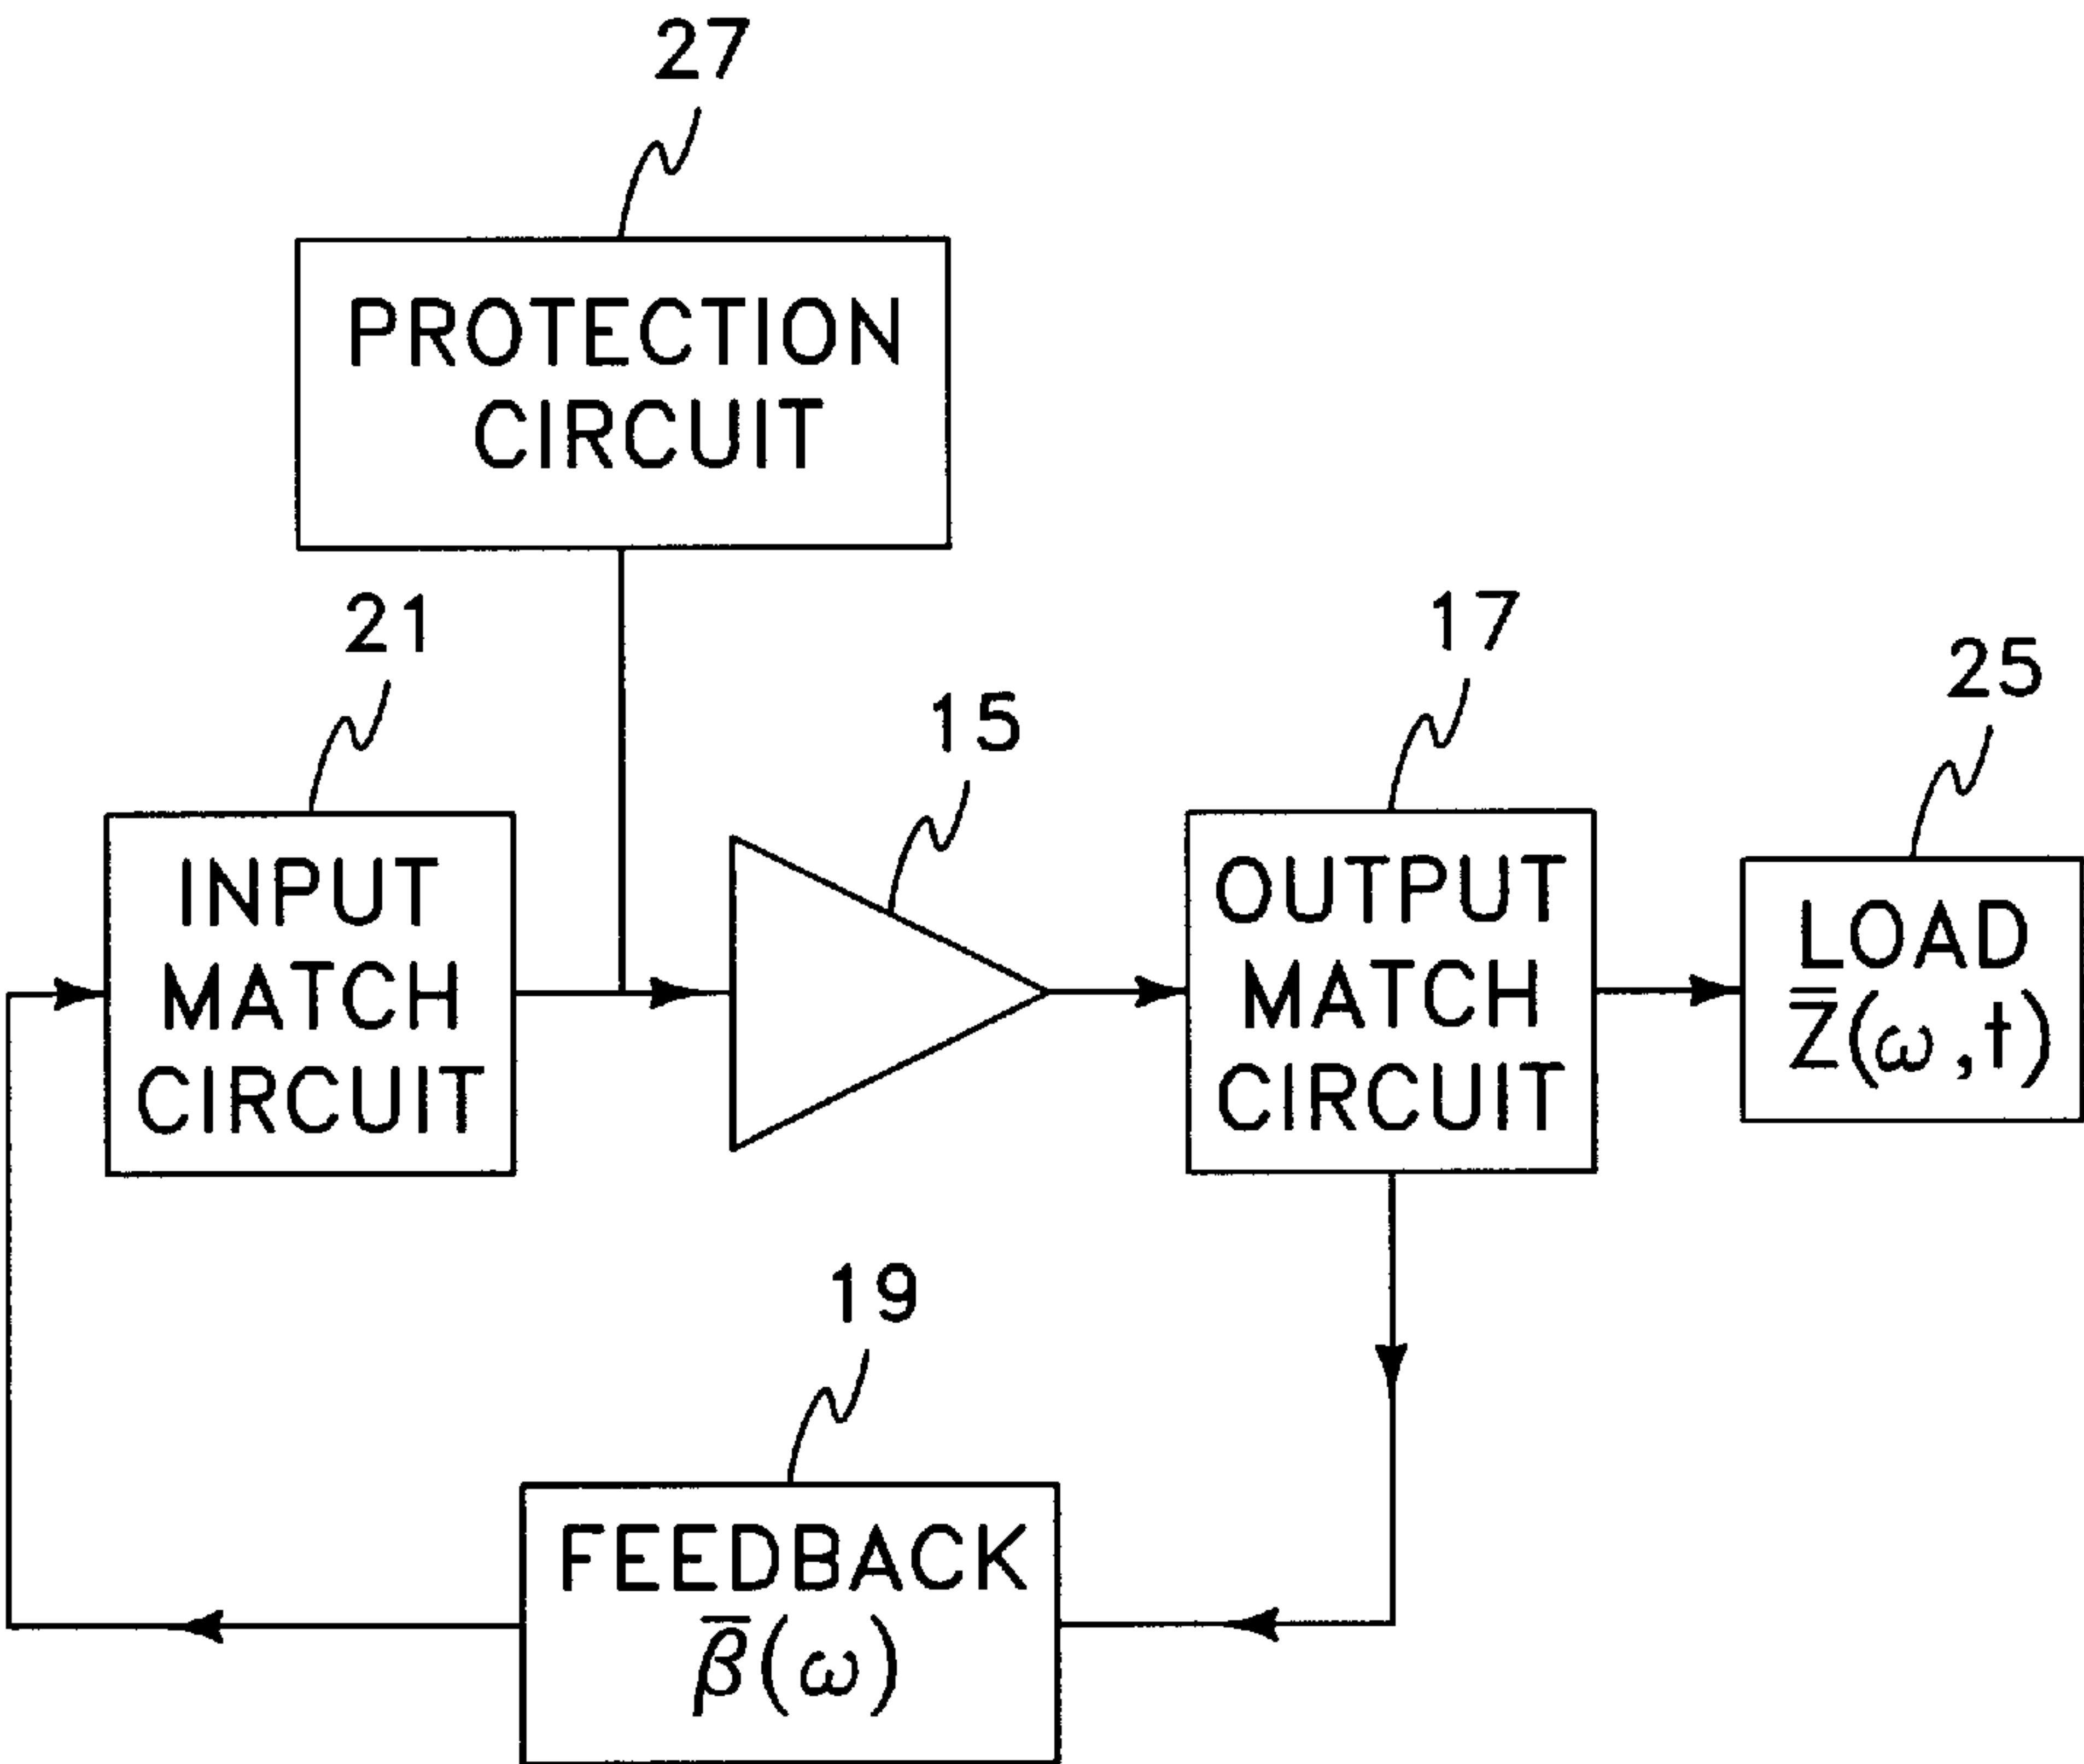 27
PROTECTION
CIRCUIT
21
INPUT
MATCH
CIRCUIT
15
17
OUTPUT
MATCH
CIRCUIT
25
LOAD
Z̿(ω,t)
19
FEEDBACK
β̅(ω)